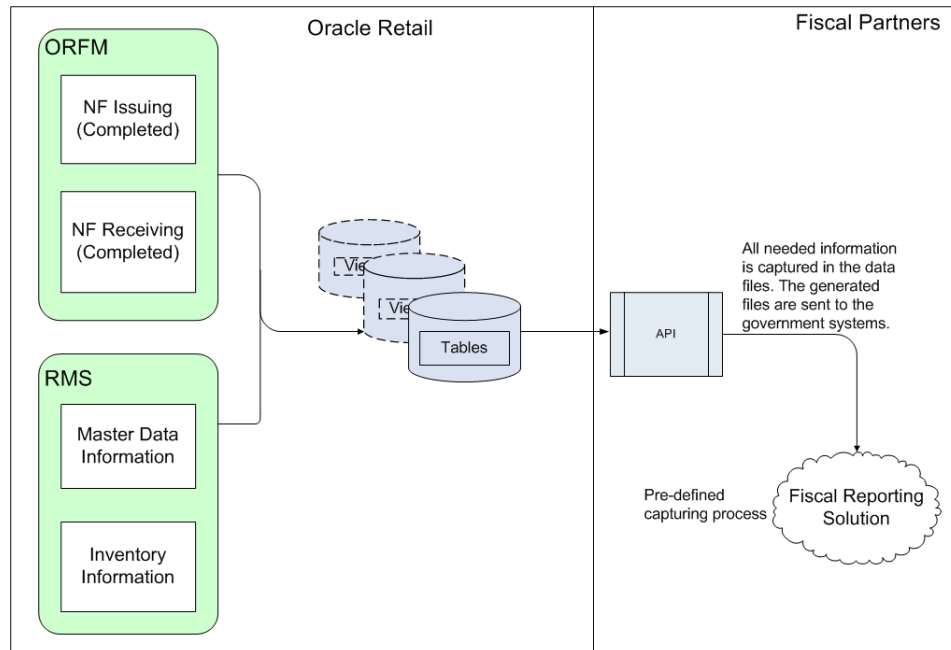 Oracle Retail
Fiscal Partners
ORFM
NF Issuing
(Completed)
NF Receiving
(Completed)
RMS
Master Data
Information
Inventory
Information
Tables
API
All needed information
is captured in the data
files. The generated
files are sent to the
government systems.
Pre-defined
capturing process
Fiscal Reporting
Solution